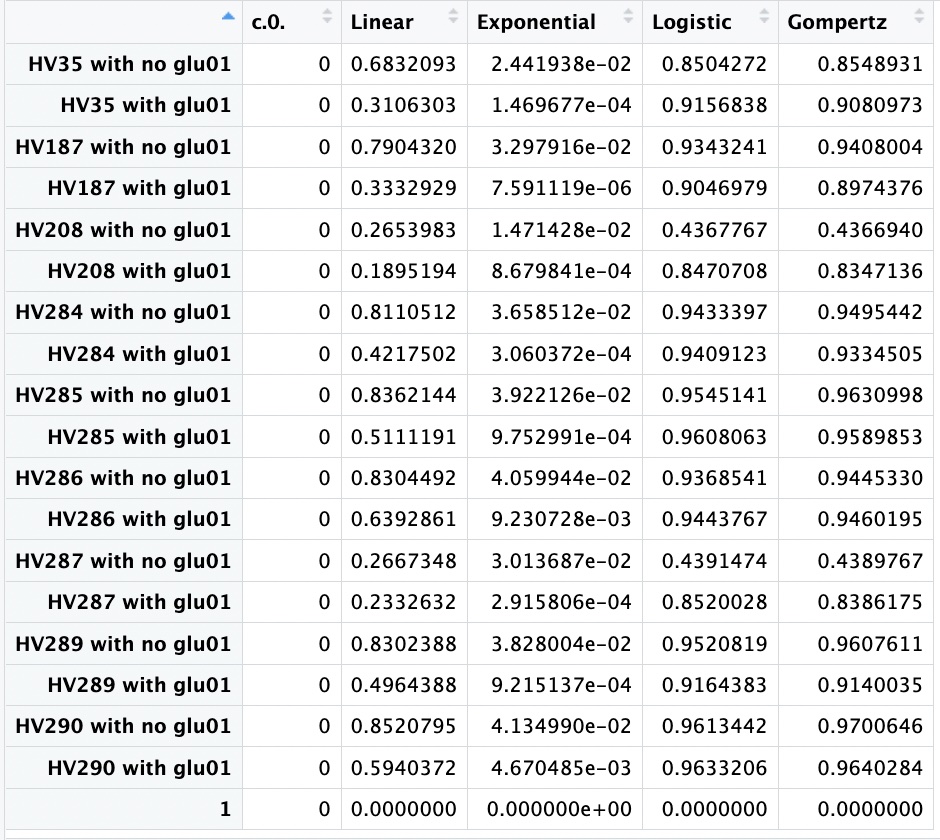 c.0. Linear Exponential Logistic Gompertz
HV35 with no glu01 0 0.6832093 2.441938e-02 0.8504272 0.8548931
HV35 with glu01 0 0.3106303 1.469677e-04 0.9156838 0.9080973
HV187 with no glu01 0 0.7904320 3.297916e-02 0.9343241 0.9408004
HV187 with glu01 0 0.3332929 7.591119e-06 0.9046979 0.8974376
HV208 with no glu01 0 0.2653983 1.471428e-02 0.4367767 0.4366940
HV208 with glu01 0 0.1895194 8.679841e-04 0.8470708 0.8347136
HV284 with no glu01 0 0.8110512 3.658512e-02 0.9433397 0.9495442
HV284 with glu01 0 0.4217502 3.060372e-04 0.9409123 0.9334505
HV285 with no glu01 0 0.8362144 3.922126e-02 0.9545141 0.9630998
HV285 with glu01 0 0.5111191 9.752991e-04 0.9608063 0.9589853
HV286 with no glu01 0 0.8304492 4.059944e-02 0.9368541 0.9445330
HV286 with glu01 0 0.6392861 9.230728e-03 0.9443767 0.9460195
HV287 with no glu01 0 0.2667348 3.013687e-02 0.4391474 0.4389767
HV287 with glu01 0 0.2332632 2.915806e-04 0.8520028 0.8386175
HV289 with no glu01 0 0.8302388 3.828004e-02 0.9520819 0.9607611
HV289 with glu01 0 0.4964388 9.215137e-04 0.9164383 0.9140035
HV290 with no glu01 0 0.8520795 4.134990e-02 0.9613442 0.9700646
HV290 with glu01 0 0.5940372 4.670485e-03 0.9633206 0.9640284
1 0 0.0000000 0.000000e+00 0.0000000 0.0000000